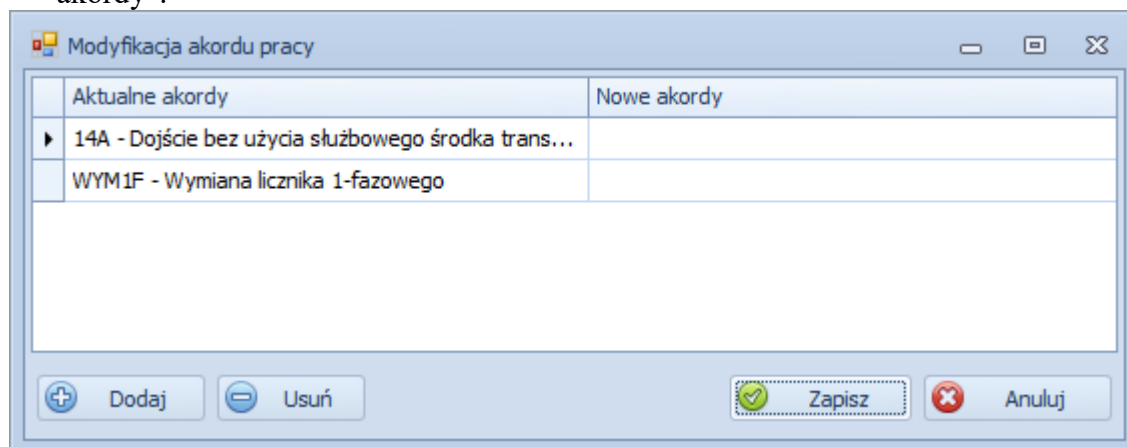 akordy”.
Modyfikacja akordu pracy
Aktualne akordy Nowe akordy
14A - Dojście bez użycia służbowego środka trans...
WYM1F - Wymiana licznika 1-fazowego
Dodaj Usuń Zapisz Anuluj